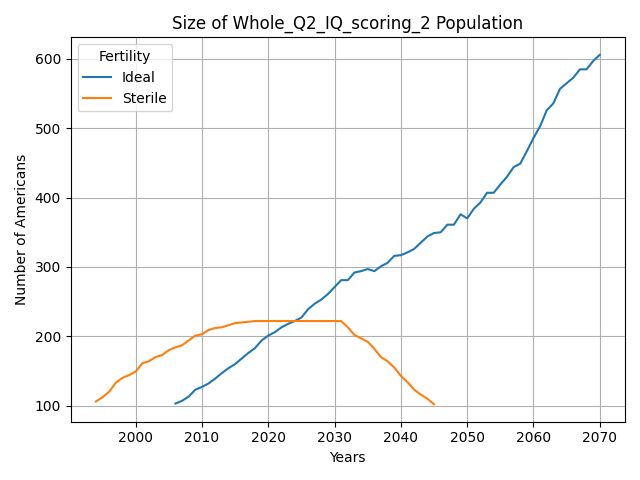 Size of Whole_Q2_IQ_scoring_2 Population
Fertility
Ideal
Sterile
Number of Americans
600
500
400
300
200
100
2000 2010 2020 2030 2040 2050 2060 2070
Years